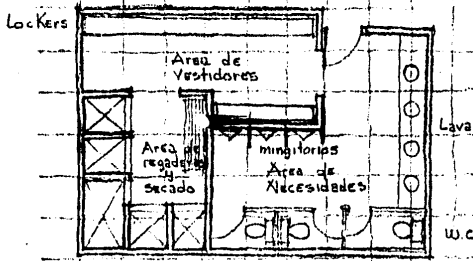 Lockers
Area de
Vestidores
Lava
Area de
regaderas
y
secado
mingitorios
Area de
Necesidades
W.C